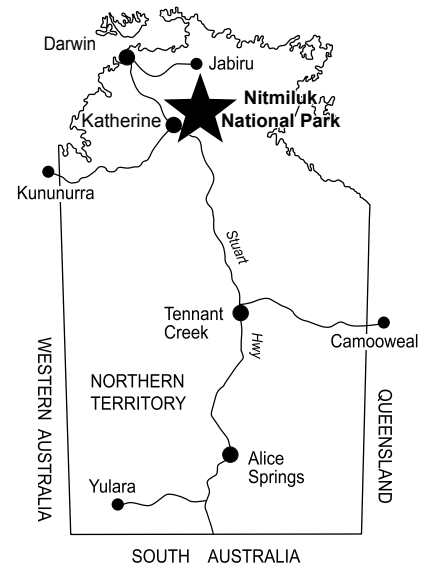 Darwin
Jabiru
Nitmiluk
National Park
Katherine
Kununurra
Stuart
Tennant
Creek
Camooweal
Hwy
WESTERN AUSTRALIA
NORTHERN
TERRITORY
QUEENSLAND
Alice
Springs
Yulara
SOUTH AUSTRALIA